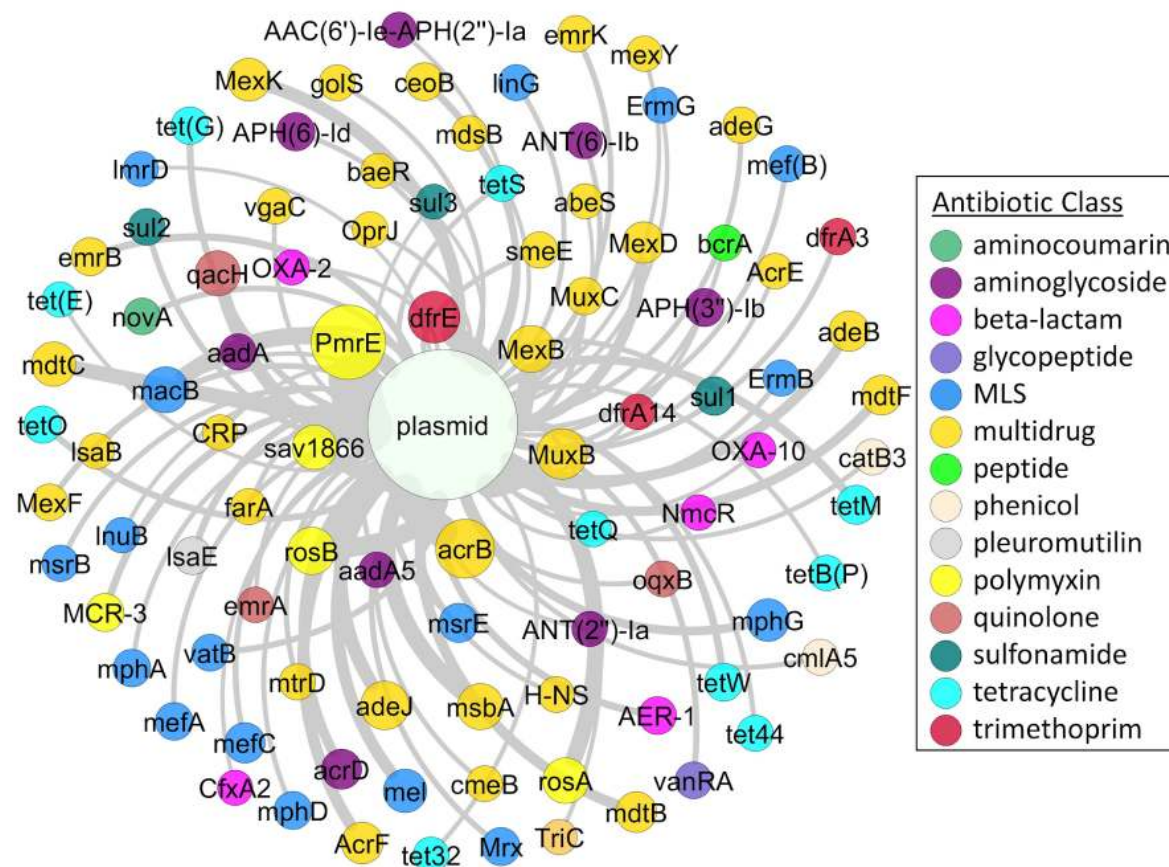 AAC(6')-Ie-APH(2'')-Ia
emrK
mexY
MexK
golS
ceoB
linG
ErmG
tet(G)
APH(6)-Id
mdsB
ANT(6)-Ib
adeG
mef(B)
lmrD
baeR
sul3
tetS
abeS
vgaC
OprJ
smeE
MexD
bcrA
dfrA3
sul2
emrB
qacH
OXA-2
MuxC
AcrE
tet(E)
novA
PmrE
dfrE
APH(3'')-Ib
adeB
mdtC
aadA
MexB
macB
ErmB
mdtF
plasmid
dfrA14
sul1
tetO
CRP
sav1866
MuxB
OXA-10
catB3
lsaB
MexF
farA
NmcR
tetM
lnuB
lsaE
rosB
acrB
tetQ
msrB
aadA5
oqxB
tetB(P)
MCR-3
emrA
msrE
ANT(2'')-Ia
mphG
mphA
vatB
cmlA5
mtrD
adeJ
msbA
H-NS
tetW
mefA
mefC
AER-1
tet44
CfxA2
acrD
mel
cmeB
rosA
vanRA
mphD
mdtB
AcrF
tet32
Mrx
TriC
Antibiotic Class
aminocoumarin
aminoglycoside
beta-lactam
glycopeptide
MLS
multidrug
peptide
phenicol
pleuromutilin
polymyxin
quinolone
sulfonamide
tetracycline
trimethoprim